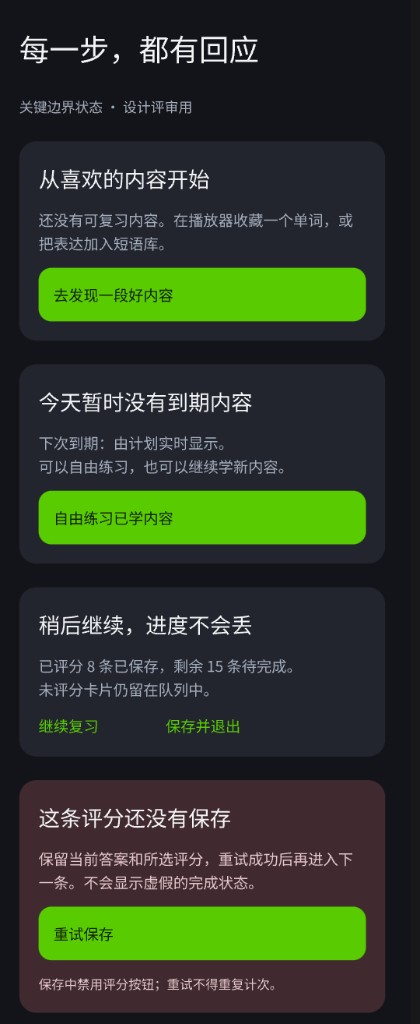 每一步，都有回应
关键边界状态 · 设计评审用
从喜欢的内容开始
还没有可复习内容。在播放器收藏一个单词，或
把表达加入短语库。
去发现一段好内容
今天暂时没有到期内容
下次到期：由计划实时显示。
可以自由练习，也可以继续学新内容。
自由练习已学内容
稍后继续，进度不会丢
已评分 8 条已保存，剩余 15 条待完成。
未评分卡片仍留在队列中。
继续复习 保存并退出
这条评分还没有保存
保留当前答案和所选评分，重试成功后再进入下
一条。不会显示虚假的完成状态。
重试保存
保存中禁用评分按钮；重试不得重复计次。